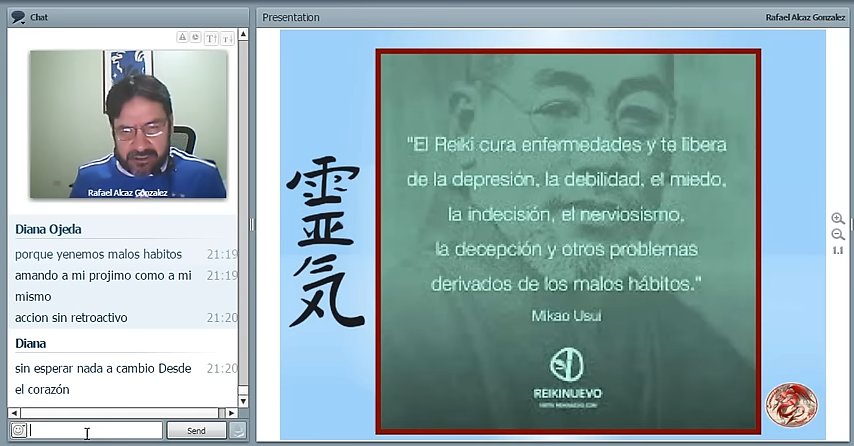 Chat
Rafael Alcaz Gonzalez
Diana Ojeda
porque yenemos malos habitos 21:19
amando a mi projimo como a mi 21:19
mismo
accion sin retroactivo 21:20
Diana
sin esperar nada a cambio Desde 21:20
el corazón
Send
Presentation
Rafael Alcaz Gonzalez
靈
氣
"El Reiki cura enfermedades y te libera
de la depresión, la debilidad, el miedo,
la indecisión, el nerviosismo,
la decepción y otros problemas
derivados de los malos hábitos."
Mikao Usui
REIKINUEVO
1:1